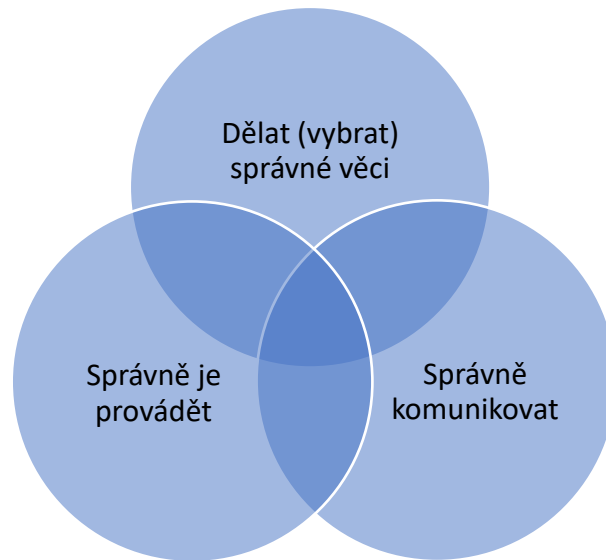 Dělat (vybrat)
správné věci
Správně je
provádět
Správně
komunikovat